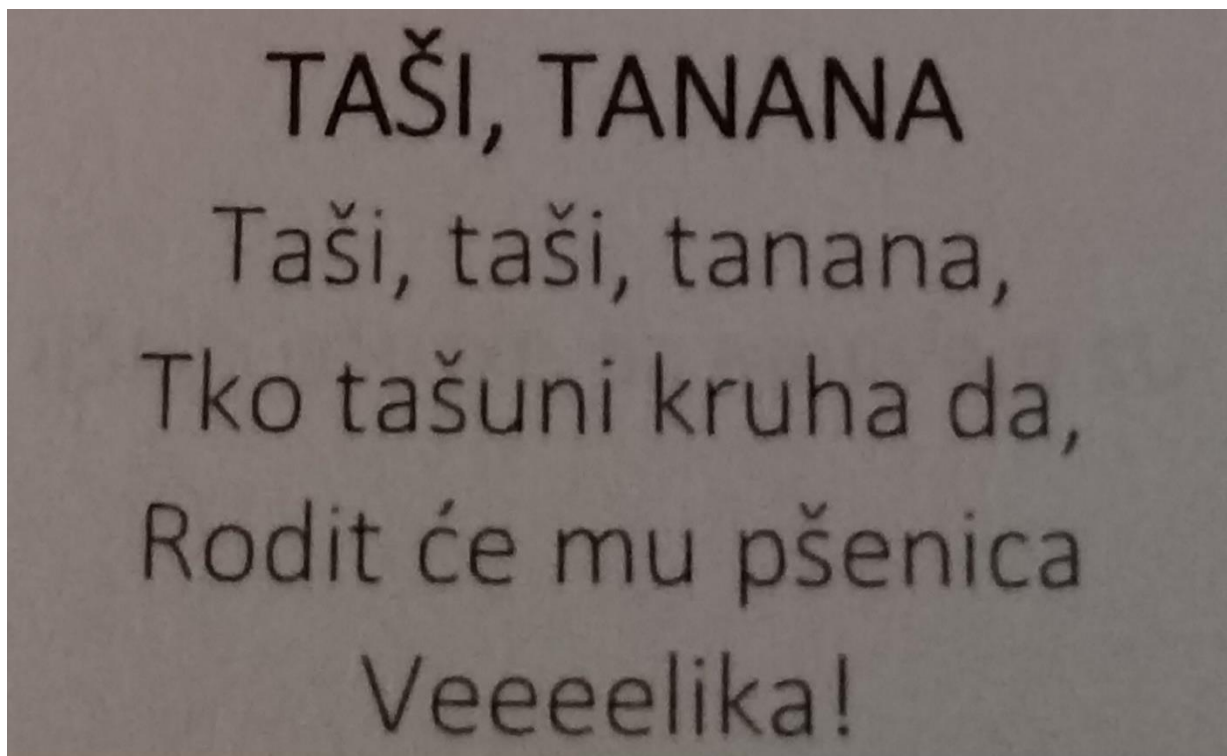 TAŠI, TANANA
Taši, taši, tanana,
Tko tašuni kruha da,
Rodit će mu pšenica
Veeeelika!